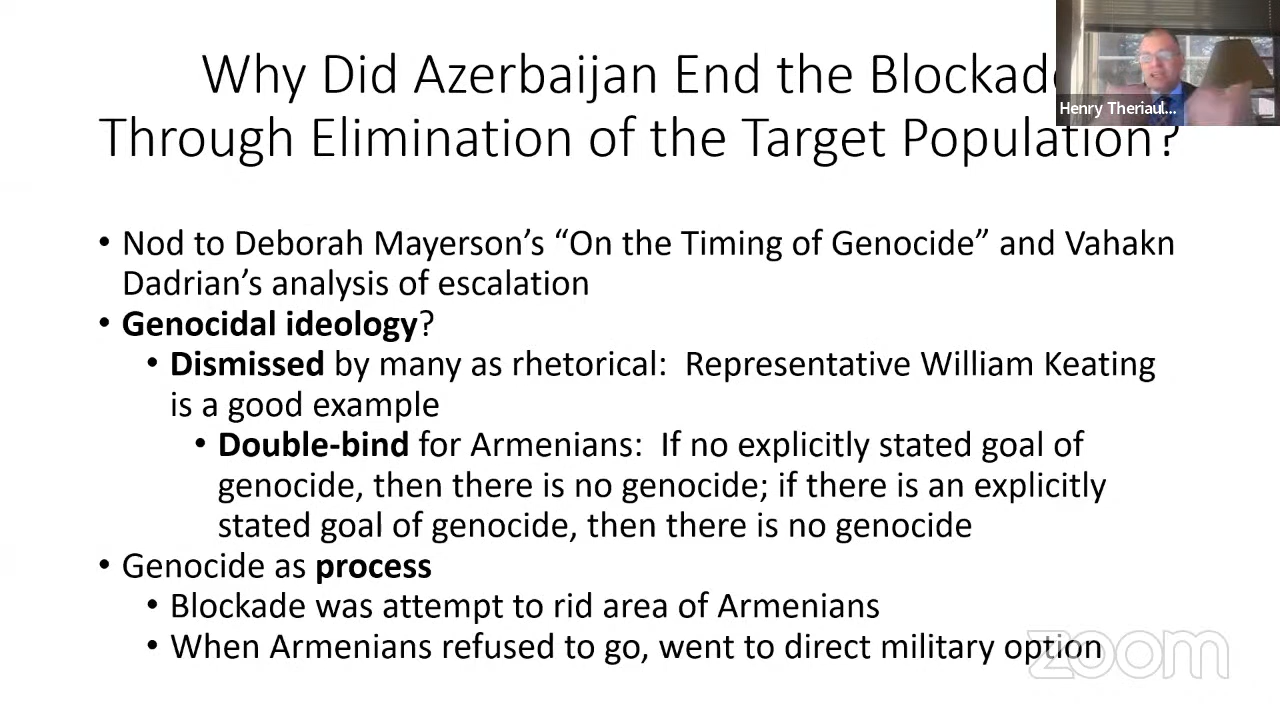 Why Did Azerbaijan End the Blockade
Through Elimination of the Target Population?
Henry Theriaul...
• Nod to Deborah Mayerson’s “On the Timing of Genocide” and Vahakn
Dadrian’s analysis of escalation
• Genocidal ideology?
• Dismissed by many as rhetorical: Representative William Keating
is a good example
• Double-bind for Armenians: If no explicitly stated goal of
genocide, then there is no genocide; if there is an explicitly
stated goal of genocide, then there is no genocide
• Genocide as process
• Blockade was attempt to rid area of Armenians
• When Armenians refused to go, went to direct military option
zoom